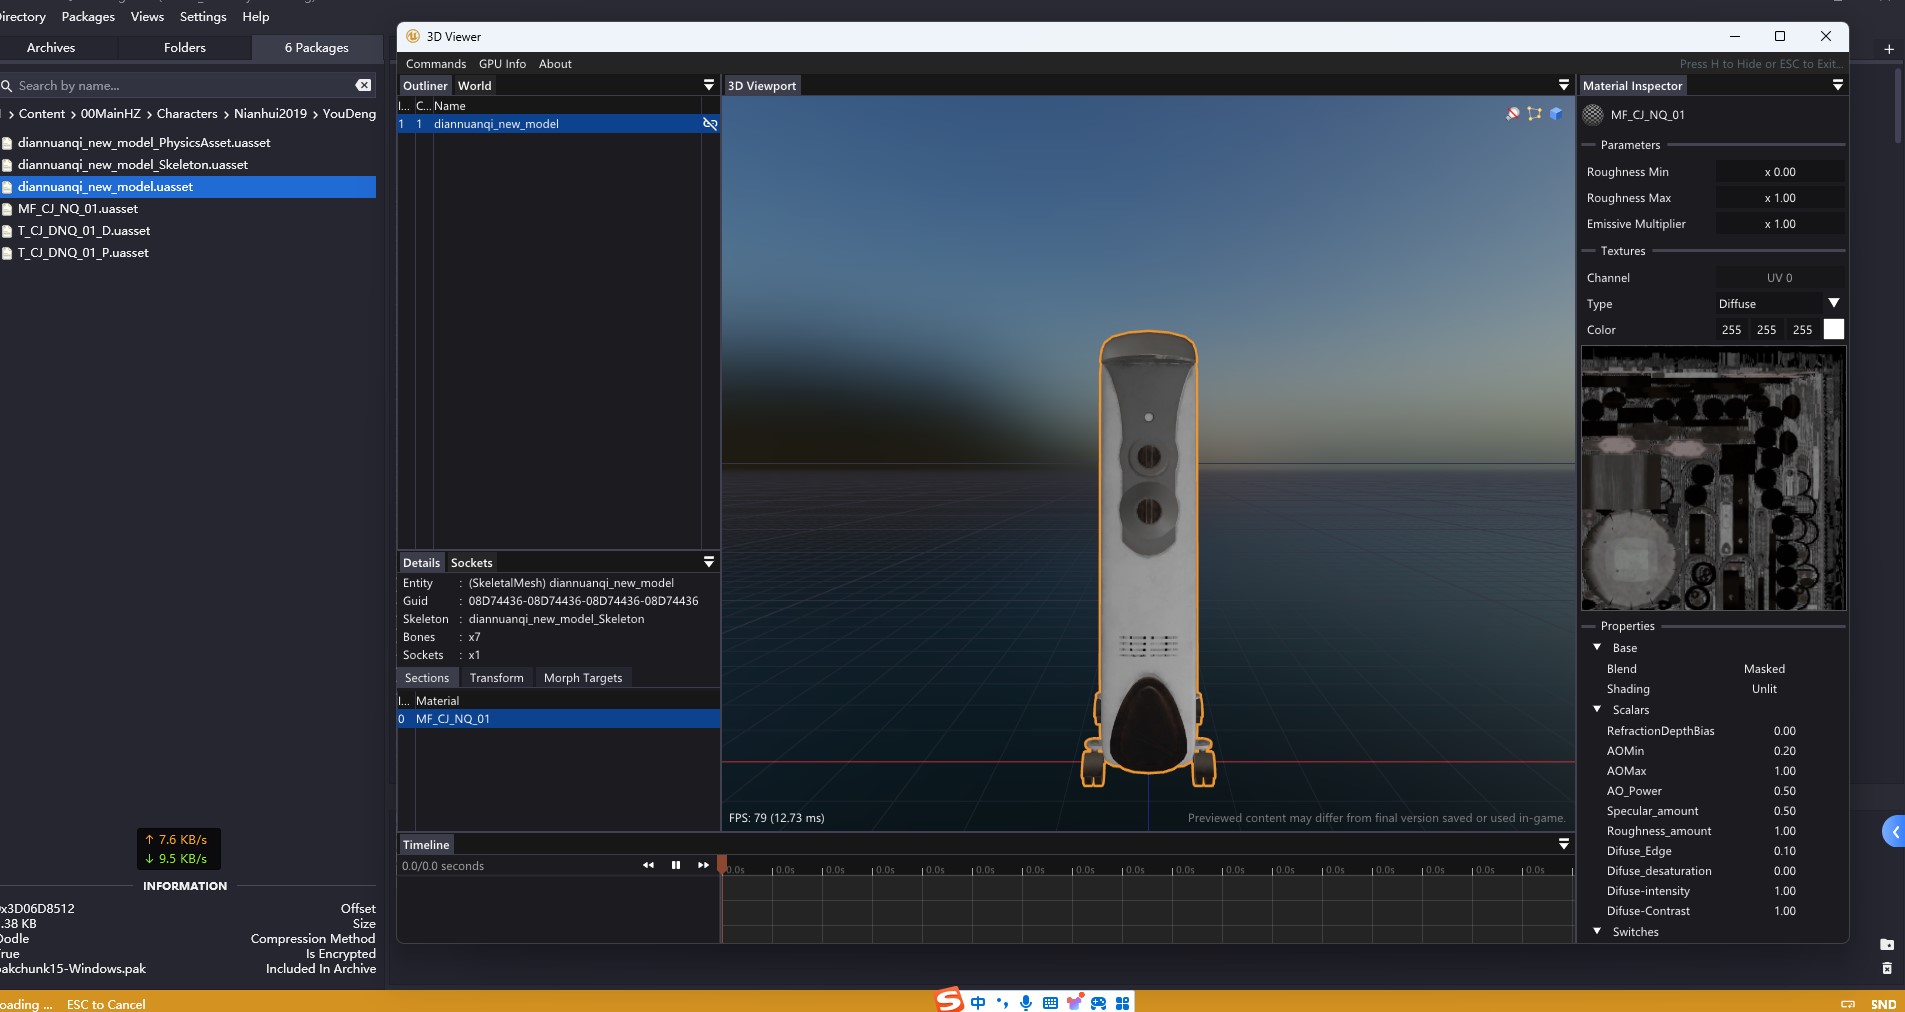 irectory Packages Views Settings Help
Archives Folders 6 Packages
Search by name...
Content 00MainHZ Characters Nianhui2019 YouDeng
diannuanqi_new_model_PhysicsAsset.uasset
diannuanqi_new_model_Skeleton.uasset
diannuanqi_new_model.uasset
MF_CJ_NQ_01.uasset
T_CJ_DNQ_01_D.uasset
T_CJ_DNQ_01_P.uasset
↑ 7.6 KB/s
↓ 9.5 KB/s
INFORMATION
x3D06D8512 Offset
.38 KB Size
Oodle Compression Method
rue Is Encrypted
akchunk15-Windows.pak Included In Archive
oading ... ESC to Cancel
3D Viewer
Commands GPU Info About
Press H to Hide or ESC to Exit...
Outliner World
I... C... Name
1 1 diannuanqi_new_model
Details Sockets
Entity : (SkeletalMesh) diannuanqi_new_model
Guid : 08D74436-08D74436-08D74436-08D74436
Skeleton : diannuanqi_new_model_Skeleton
Bones : x7
Sockets : x1
Sections Transform Morph Targets
I... Material
0 MF_CJ_NQ_01
3D Viewport
FPS: 79 (12.73 ms)
Previewed content may differ from final version saved or used in-game.
Timeline
0.0/0.0 seconds
0.0s 0.0s 0.0s 0.0s 0.0s 0.0s 0.0s 0.0s 0.0s 0.0s 0.0s 0.0s 0.0s 0.0s 0.0s 0.0s 0.0s
Material Inspector
MF_CJ_NQ_01
Parameters
Roughness Min x 0.00
Roughness Max x 1.00
Emissive Multiplier x 1.00
Textures
Channel UV 0
Type Diffuse
Color 255 255 255
Properties
Base
Blend Masked
Shading Unlit
Scalars
RefractionDepthBias 0.00
AOMin 0.20
AOMax 1.00
AO_Power 0.50
Specular_amount 0.50
Roughness_amount 1.00
Difuse_Edge 0.10
Difuse_desaturation 0.00
Difuse-intensity 1.00
Difuse-Contrast 1.00
Switches
S 中
SND